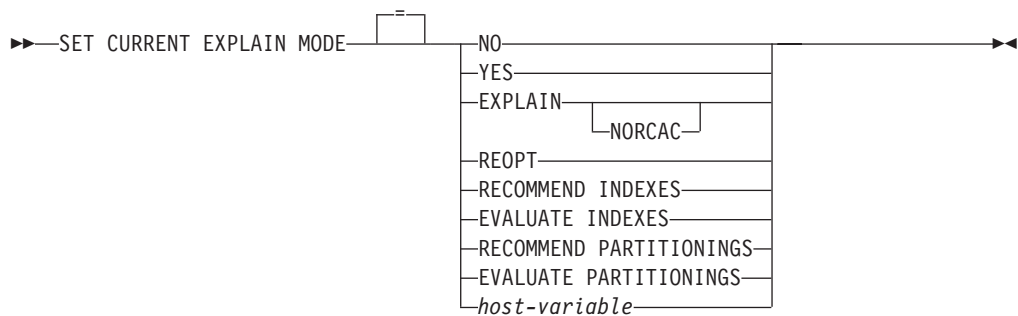 =
SET CURRENT EXPLAIN MODE NO
YES
EXPLAIN
NORCAC
REOPT
RECOMMEND INDEXES
EVALUATE INDEXES
RECOMMEND PARTITIONINGS
EVALUATE PARTITIONINGS
host-variable